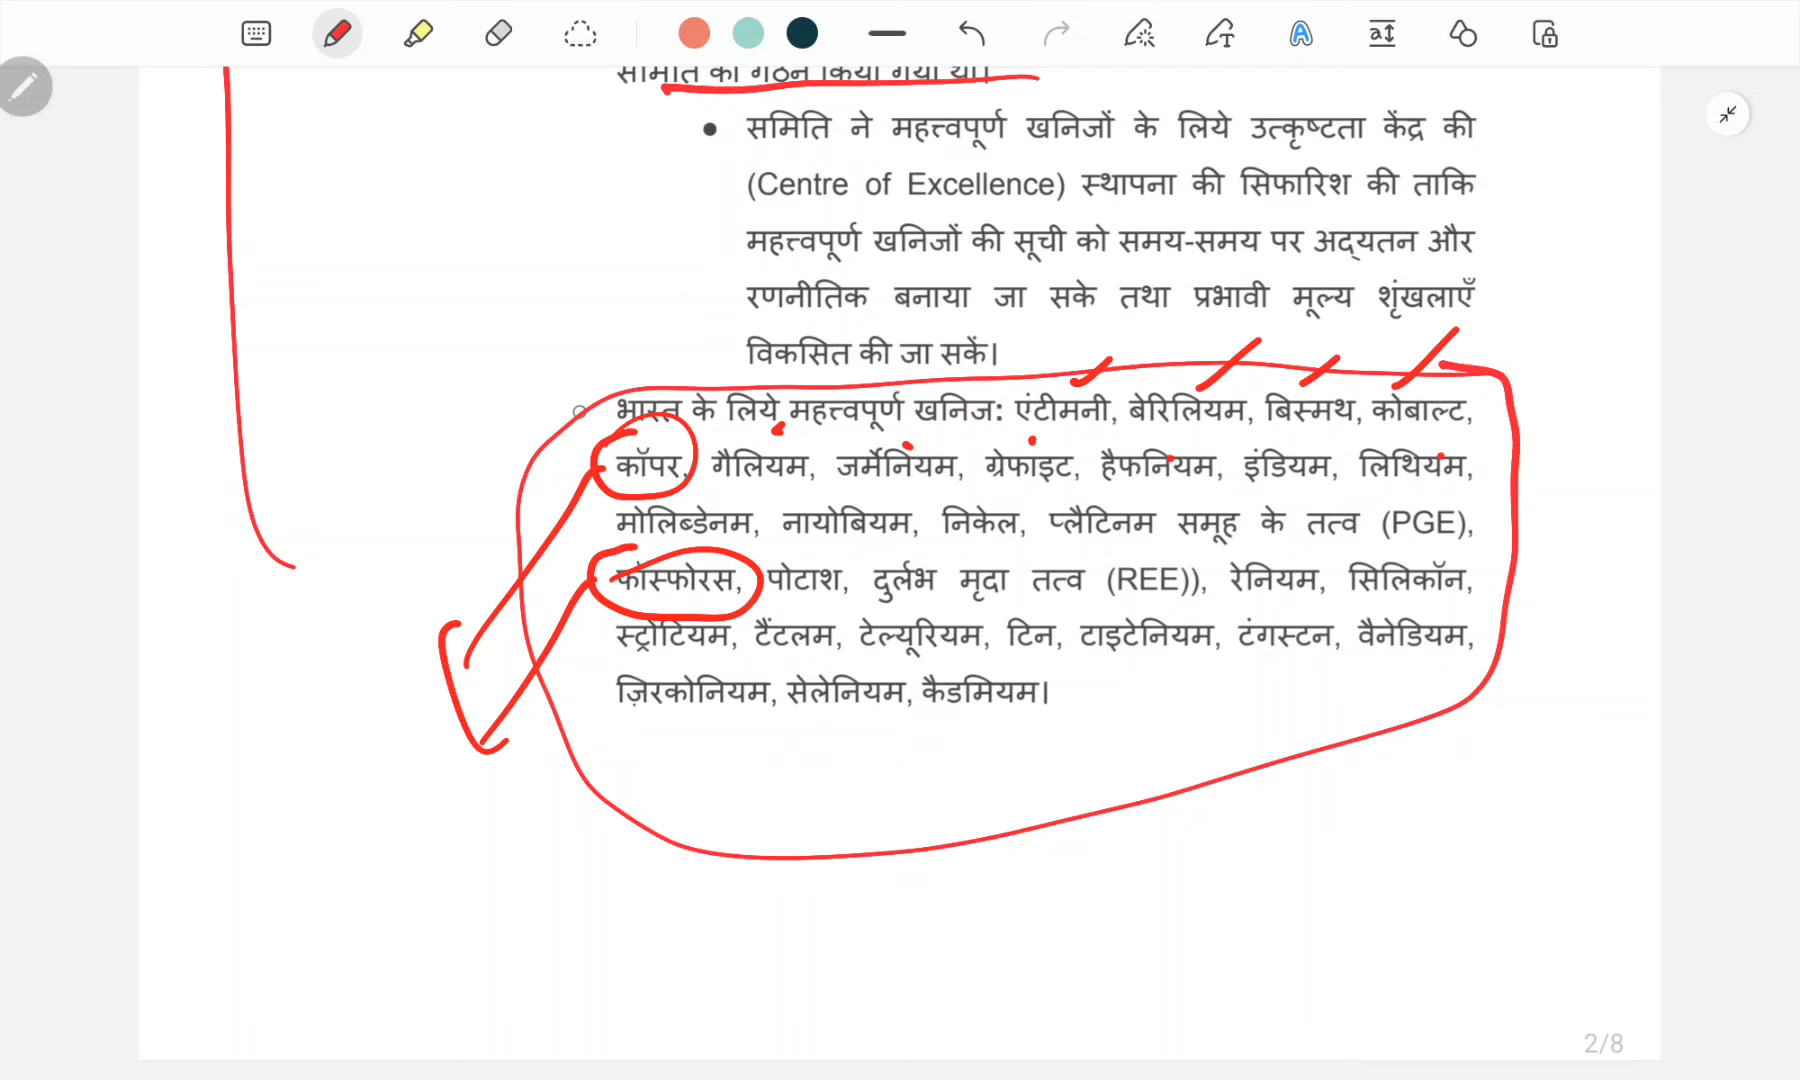 समिति का गठन किया गया था।
● समिति ने महत्त्वपूर्ण खनिजों के लिये उत्कृष्टता केंद्र की
(Centre of Excellence) स्थापना की सिफारिश की ताकि
महत्त्वपूर्ण खनिजों की सूची को समय-समय पर अद्यतन और
रणनीतिक बनाया जा सके तथा प्रभावी मूल्य शृंखलाएँ
विकसित की जा सकें।
○ भारत के लिये महत्त्वपूर्ण खनिज: एंटीमनी, बेरिलियम, बिस्मथ, कोबाल्ट,
कॉपर, गैलियम, जर्मेनियम, ग्रेफाइट, हैफनियम, इंडियम, लिथियम,
मोलिब्डेनम, नायोबियम, निकेल, प्लैटिनम समूह के तत्व (PGE),
फॉस्फोरस, पोटाश, दुर्लभ मृदा तत्व (REE)), रेनियम, सिलिकॉन,
स्ट्रोंटियम, टैंटलम, टेल्यूरियम, टिन, टाइटेनियम, टंगस्टन, वैनेडियम,
ज़िरकोनियम, सेलेनियम, कैडमियम।
2/8